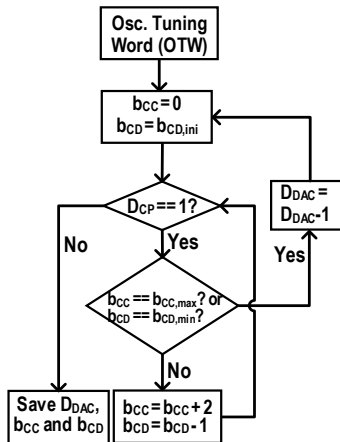 Osc. Tuning
Word (OTW)
bCC=0
bCD=bCD,ini
DCP==1?
DDAC=
DDAC-1
No
Yes
Yes
bCC==bCC,max? or
bCD==bCD,min?
No
Save DDAC,
bCC and bCD
bCC=bCC+2
bCD=bCD-1